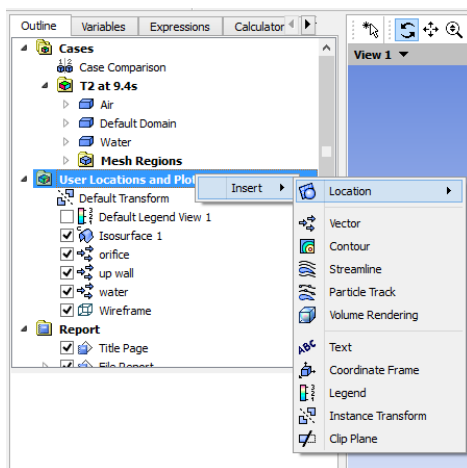 Outline Variables Expressions Calculator
View 1
Cases
Case Comparison
T2 at 9.4s
Air
Default Domain
Water
Mesh Regions
User Locations and Plot
Insert
Location
Default Transform
Default Legend View 1
Vector
Isosurface 1
Contour
orifice
Streamline
up wall
Particle Track
water
Volume Rendering
Wireframe
Report
Text
Title Page
Coordinate Frame
File Report
Legend
Instance Transform
Clip Plane